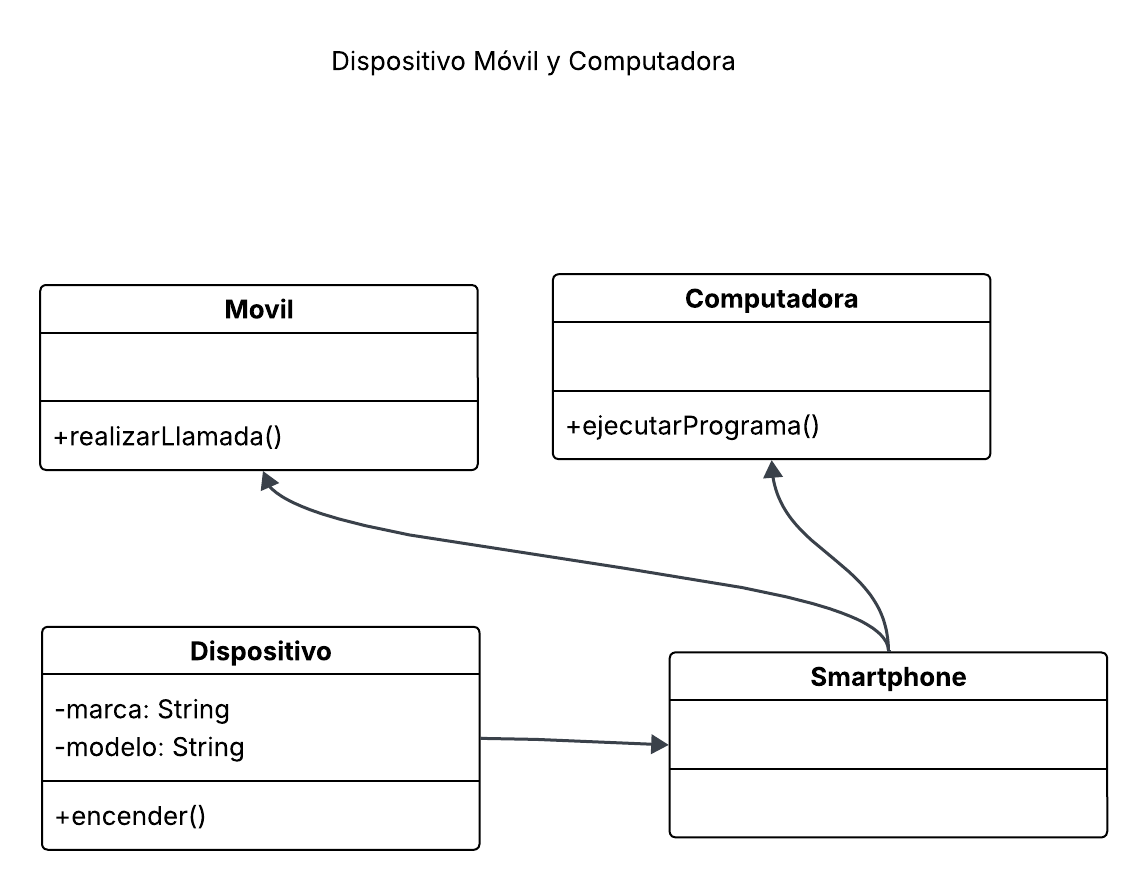 Dispositivo Móvil y Computadora
Movil
+realizarLlamada()
Computadora
+ejecutarPrograma()
Dispositivo
-marca: String
-modelo: String
+encender()
Smartphone